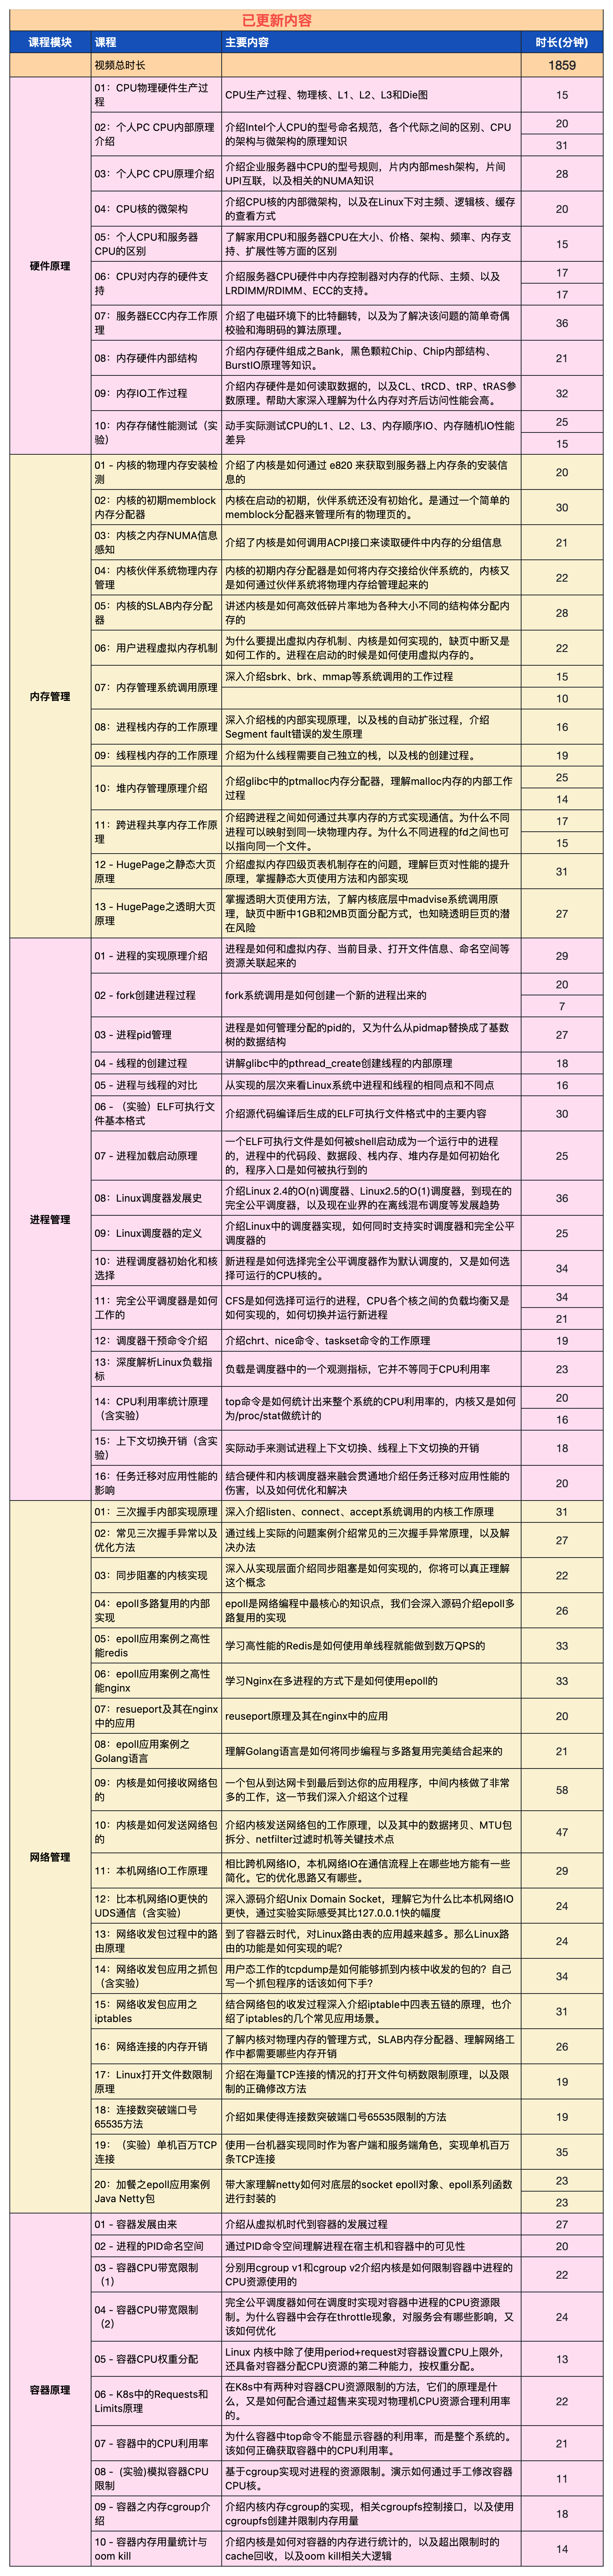 已更新内容
课程模块 课程 主要内容 时长(分钟)
视频总时长 1859
硬件原理
01：CPU物理硬件生产过
程
CPU生产过程、物理核、L1、L2、L3和Die图
15
02：个人PC CPU内部原理
介绍
介绍Intel个人CPU的型号命名规范，各个代际之间的区别、CPU
的架构与微架构的原理知识
20
31
03：个人PC CPU原理介绍
介绍企业服务器中CPU的型号规则，片内内部mesh架构，片间
UPI互联，以及相关的NUMA知识
28
04：CPU核的微架构
介绍CPU核的内部微架构，以及在Linux下对主频、逻辑核、缓存
的查看方式
20
05：个人CPU和服务器
CPU的区别
了解家用CPU和服务器CPU在大小、价格、架构、频率、内存支
持、扩展性等方面的区别
15
06：CPU对内存的硬件支
持
介绍服务器CPU硬件中内存控制器对内存的代际、主频、以及
LRDIMM/RDIMM、ECC的支持。
17
17
07：服务器ECC内存工作原
理
介绍了电磁环境下的比特翻转，以及为了解决该问题的简单奇偶
校验和海明码的算法原理。
36
08：内存硬件内部结构
介绍内存硬件组成之Bank，黑色颗粒Chip、Chip内部结构、
BurstIO原理等知识。
21
09：内存IO工作过程
介绍内存硬件是如何读取数据的，以及CL、tRCD、tRP、tRAS参
数原理。帮助大家深入理解为什么内存对齐后访问性能会高。
32
10：内存存储性能测试（实
验）
动手实际测试CPU的L1、L2、L3、内存顺序IO、内存随机IO性能
差异
25
15
内存管理
01 - 内核的物理内存安装检
测
介绍了内核是如何通过 e820 来获取到服务器上内存条的安装信
息的
20
02：内核的初期memblock
内存分配器
内核在启动的初期，伙伴系统还没有初始化。是通过一个简单的
memblock分配器来管理所有的物理页的。
30
03：内核之内存NUMA信息
感知
介绍了内核是如何调用ACPI接口来读取硬件中内存的分组信息
21
04：内核伙伴系统物理内存
管理
内核的初期内存分配器是如何将内存交接给伙伴系统的，内核又
是如何通过伙伴系统将物理内存给管理起来的
22
05：内核的SLAB内存分配
器
讲述内核是如何高效低碎片率地为各种大小不同的结构体分配内
存的
28
06：用户进程虚拟内存机制
为什么要提出虚拟内存机制、内核是如何实现的，缺页中断又是
如何工作的。进程在启动的时候是如何使用虚拟内存的。
22
07：内存管理系统调用原理
深入介绍sbrk、brk、mmap等系统调用的工作过程
15
10
08：进程栈内存的工作原理
深入介绍栈的内部实现原理，以及栈的自动扩张过程，介绍
Segment fault错误的发生原理
16
09：线程栈内存的工作原理
介绍为什么线程需要自己独立的栈，以及栈的创建过程。
19
10：堆内存管理原理介绍
介绍glibc中的ptmalloc内存分配器，理解malloc内存的内部工作
过程
25
14
11：跨进程共享内存工作原
理
介绍跨进程之间如何通过共享内存的方式实现通信。为什么不同
进程可以映射到同一块物理内存。为什么不同进程的fd之间也可
以指向同一个文件。
17
15
12 - HugePage之静态大页
原理
介绍虚拟内存四级页表机制存在的问题，理解巨页对性能的提升
原理，掌握静态大页使用方法和内部实现
31
13 - HugePage之透明大页
原理
掌握透明大页使用方法，了解内核底层中madvise系统调用原
理，缺页中断中1GB和2MB页面分配方式，也知晓透明巨页的潜
在风险
27
进程管理
01 - 进程的实现原理介绍
进程是如何和虚拟内存、当前目录、打开文件信息、命名空间等
资源关联起来的
29
02 - fork创建进程过程
fork系统调用是如何创建一个新的进程出来的
20
7
03 - 进程pid管理
进程是如何管理分配的pid的，又为什么从pidmap替换成了基数
树的数据结构
27
04 - 线程的创建过程
讲解glibc中的pthread_create创建线程的内部原理
18
05 - 进程与线程的对比
从实现的层次来看Linux系统中进程和线程的相同点和不同点
16
06 - （实验）ELF可执行文
件基本格式
介绍源代码编译后生成的ELF可执行文件格式中的主要内容
30
07 - 进程加载启动原理
一个ELF可执行文件是如何被shell启动成为一个运行中的进程
的，进程中的代码段、数据段、栈内存、堆内存是如何初始化
的，程序入口是如何被执行到的
25
08：Linux调度器发展史
介绍Linux 2.4的O(n)调度器、Linux2.5的O(1)调度器，到现在的
完全公平调度器，以及现在业界的在离线混布调度等发展趋势
36
09：Linux调度器的定义
介绍Linux中的调度器实现，如何同时支持实时调度器和完全公平
调度器的
25
10：进程调度器初始化和核
选择
新进程是如何选择完全公平调度器作为默认调度的，又是如何选
择可运行的CPU核的。
34
11：完全公平调度器是如何
工作的
CFS是如何选择可运行的进程，CPU各个核之间的负载均衡又是
如何实现的，如何切换并运行新进程
34
21
12：调度器干预命令介绍
介绍chrt、nice命令、taskset命令的工作原理
19
13：深度解析Linux负载指
标
负载是调度器中的一个观测指标，它并不等同于CPU利用率
23
14：CPU利用率统计原理
（含实验）
top命令是如何统计出来整个系统的CPU利用率的，内核又是如何
为/proc/stat做统计的
20
16
15：上下文切换开销（含实
验）
实际动手来测试进程上下文切换、线程上下文切换的开销
18
16：任务迁移对应用性能的
影响
结合硬件和内核调度器来融会贯通地介绍任务迁移对应用性能的
伤害，以及如何优化和解决
20
网络管理
01：三次握手内部实现原理
深入介绍listen、connect、accept系统调用的内核工作原理
31
02：常见三次握手异常以及
优化方法
通过线上实际的问题案例介绍常见的三次握手异常原理，以及解
决办法
27
03：同步阻塞的内核实现
深入从实现层面介绍同步阻塞是如何实现的，你将可以真正理解
这个概念
22
04：epoll多路复用的内部
实现
epoll是网络编程中最核心的知识点，我们会深入源码介绍epoll多
路复用的实现
26
05：epoll应用案例之高性
能redis
学习高性能的Redis是如何使用单线程就能做到数万QPS的
33
06：epoll应用案例之高性
能nginx
学习Nginx在多进程的方式下是如何使用epoll的
33
07：resueport及其在nginx
中的应用
reuseport原理及其在nginx中的应用
20
08：epoll应用案例之
Golang语言
理解Golang语言是如何将同步编程与多路复用完美结合起来的
21
09：内核是如何接收网络包
的
一个包从到达网卡到最后到达你的应用程序，中间内核做了非常
多的工作，这一节我们深入介绍这个过程
58
10：内核是如何发送网络包
的
介绍内核发送网络包的工作原理，以及其中的数据拷贝、MTU包
拆分、netfilter过滤时机等关键技术点
47
11：本机网络IO工作原理
相比跨机网络IO，本机网络IO在通信流程上在哪些地方能有一些
简化。它的优化思路又有哪些。
29
12：比本机网络IO更快的
UDS通信（含实验）
深入源码介绍Unix Domain Socket，理解它为什么比本机网络IO
更快，通过实验实际感受其比127.0.0.1快的幅度
24
13：网络收发包过程中的路
由原理
到了容器云时代，对Linux路由表的应用越来越多。那么Linux路
由的功能是如何实现的呢？
24
14：网络收发包应用之抓包
（含实验）
用户态工作的tcpdump是如何能够抓到内核中收发的包的？自己
写一个抓包程序的话该如何下手？
34
15：网络收发包应用之
iptables
结合网络包的收发过程深入介绍iptable中四表五链的原理，也介
绍了iptables的几个常见应用场景。
31
16：网络连接的内存开销
了解内核对物理内存的管理方式，SLAB内存分配器、理解网络工
作中都需要哪些内存开销
26
17：Linux打开文件数限制
原理
介绍在海量TCP连接的情况的打开文件句柄数限制原理，以及限
制的正确修改方法
19
18：连接数突破端口号
65535方法
介绍如果使得连接数突破端口号65535限制的方法
19
19：（实验）单机百万TCP
连接
使用一台机器实现同时作为客户端和服务端角色，实现单机百万
条TCP连接
35
20：加餐之epoll应用案例
Java Netty包
带大家理解netty如何对底层的socket epoll对象、epoll系列函数
进行封装的
23
23
容器原理
01 - 容器发展由来
介绍从虚拟机时代到容器的发展过程
27
02 - 进程的PID命名空间
通过PID命令空间理解进程在宿主机和容器中的可见性
20
03 - 容器CPU带宽限制
（1）
分别用cgroup v1和cgroup v2介绍内核是如何限制容器中进程的
CPU资源使用的
22
04 - 容器CPU带宽限制
（2）
完全公平调度器如何在调度时实现对容器中进程的CPU资源限
制。为什么容器中会存在throttle现象，对服务会有哪些影响，又
该如何优化
24
05 - 容器CPU权重分配
Linux 内核中除了使用period+request对容器设置CPU上限外，
还具备对容器分配CPU资源的第二种能力，按权重分配。
13
06 - K8s中的Requests和
Limits原理
在K8s中有两种对容器CPU资源限制的方法，它们的原理是什
么，又是如何配合通过超售来实现对物理机CPU资源合理利用率
的。
22
07 - 容器中的CPU利用率
为什么容器中top命令不能显示容器的利用率，而是整个系统的。
该如何正确获取容器中的CPU利用率。
21
08 -（实验)模拟容器CPU
限制
基于cgroup实现对进程的资源限制。演示如何通过手工修改容器
CPU核。
11
09 - 容器之内存cgroup介
绍
介绍内核内存cgroup的实现，相关cgroupfs控制接口，以及使用
cgroupfs创建并限制内存用量
18
10 - 容器内存用量统计与
oom kill
介绍内核是如何对容器的内存进行统计的，以及超出限制时的
cache回收，以及oom kill相关大逻辑
14